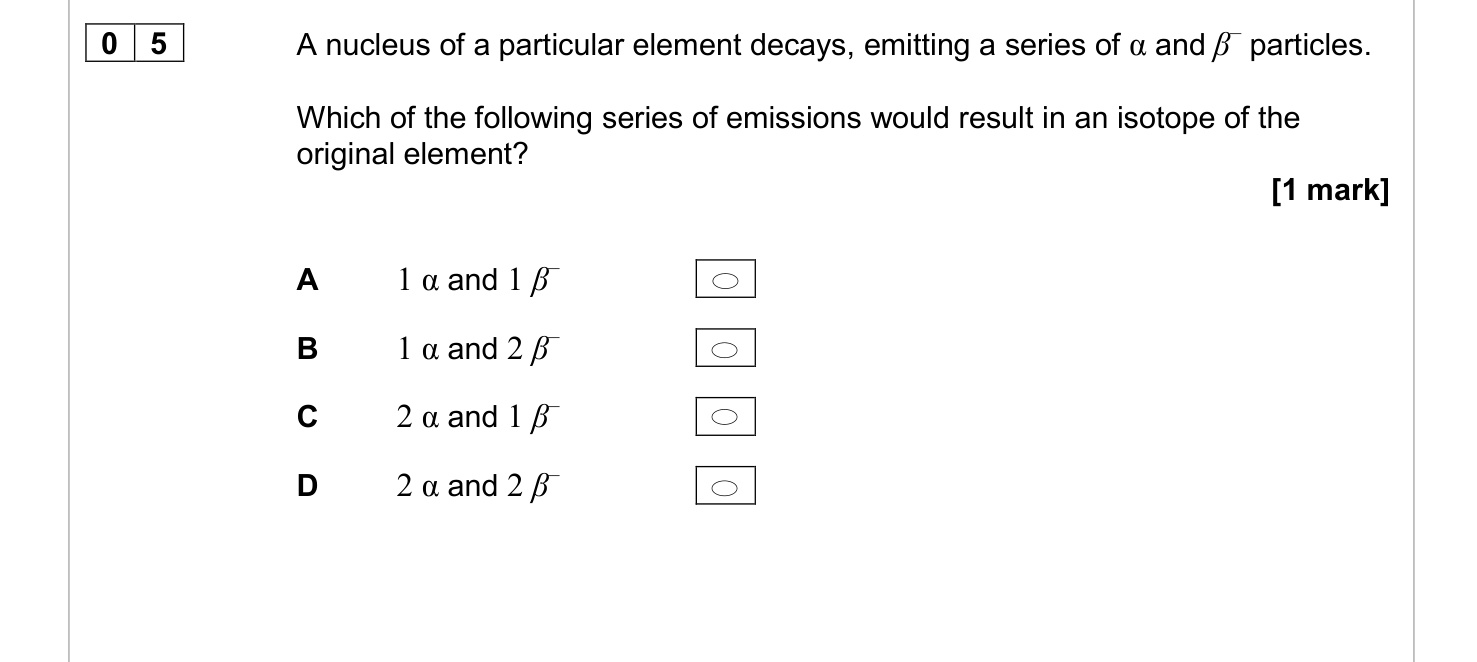 0 5 A nucleus of a particular element decays, emitting a series of α and β⁻ particles.
Which of the following series of emissions would result in an isotope of the
original element?
[1 mark]
A 1 α and 1 β⁻
B 1 α and 2 β⁻
C 2 α and 1 β⁻
D 2 α and 2 β⁻